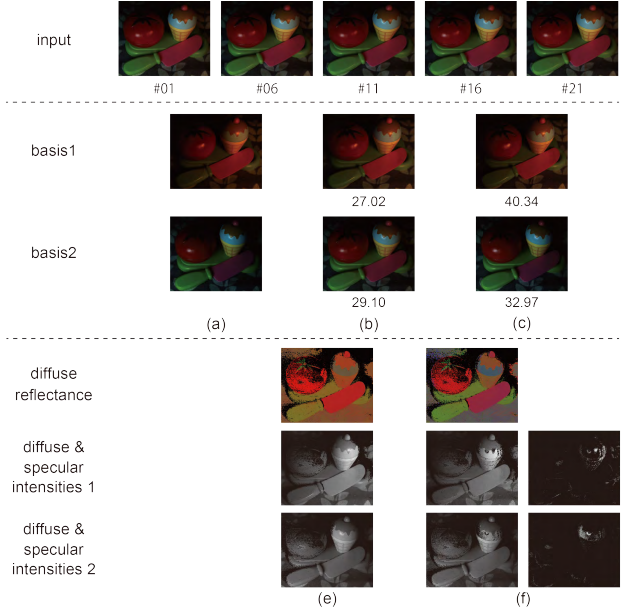 input
#01 #06 #11 #16 #21
basis1
27.02 40.34
basis2
29.10 32.97
(a) (b) (c)
diffuse
reflectance
diffuse &
specular
intensities 1
diffuse &
specular
intensities 2
(e) (f)